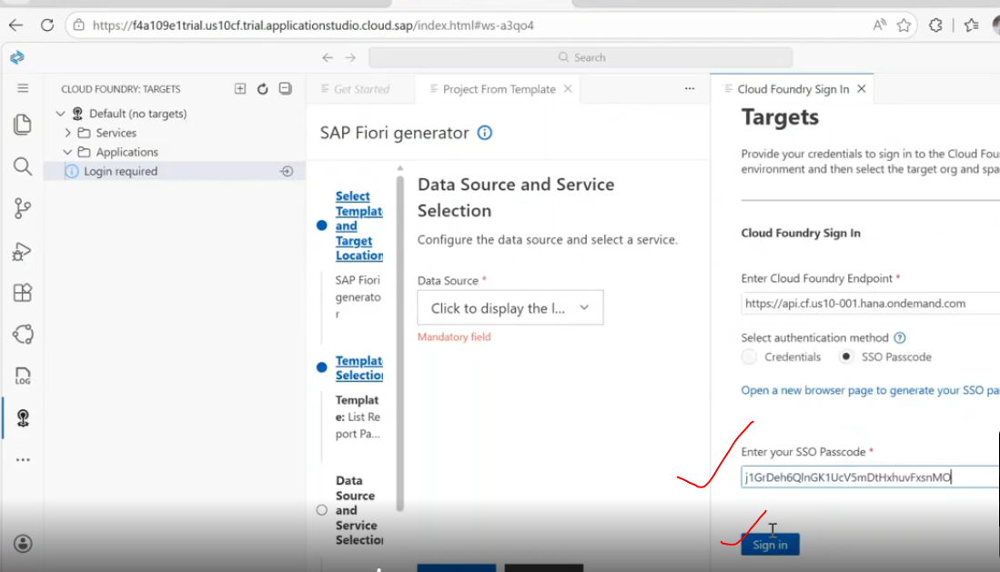 https://f4a109e1trial.us10cf.trial.applicationstudio.cloud.sap/index.html#ws-a3qo4
Search
CLOUD FOUNDRY: TARGETS
Default (no targets)
Services
Applications
Login required
LOG
Get Started
Project From Template
SAP Fiori generator
Select
Templat
and
Target
Location
SAP Fiori
generato
r
Templat
Selection
Templat
e: List Re
port Pa...
Data
Source
and
Service
Selection
Data Source and Service
Selection
Configure the data source and select a service.
Data Source *
Click to display the l...
Mandatory field
Cloud Foundry Sign In
Targets
Provide your credentials to sign in to the Cloud Fou
environment and then select the target org and spa
Cloud Foundry Sign In
Enter Cloud Foundry Endpoint *
https://api.cf.us10-001.hana.ondemand.com
Select authentication method
Credentials
SSO Passcode
Open a new browser page to generate your SSO pa
Enter your SSO Passcode *
j1GrDeh6QlnGK1UcV5mDtHxhuvFxsnMO
Sign in